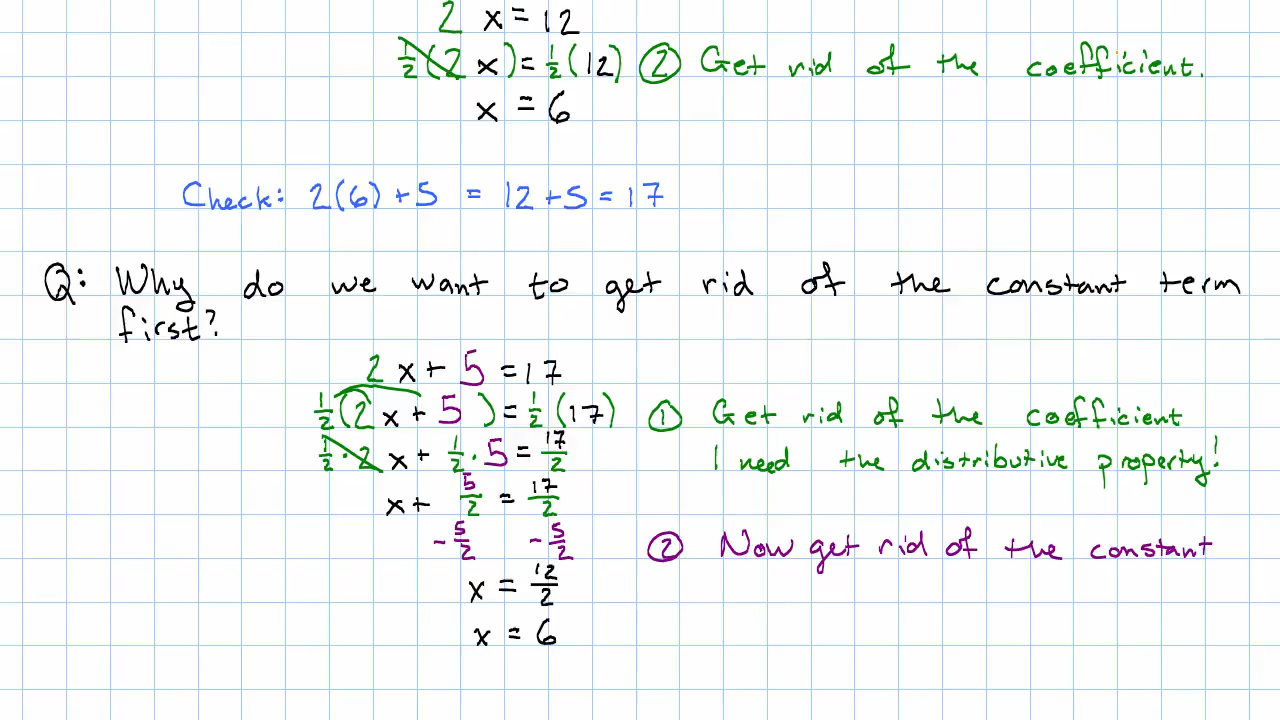 2 x = 12
1/2 (2 x) = 1/2 (12) ② Get rid of the coefficient.
x = 6
Check: 2(6) + 5 = 12 + 5 = 17
Q: Why do we want to get rid of the constant term
first?
2 x + 5 = 17
1/2 (2 x + 5) = 1/2 (17) ① Get rid of the coefficient
1/2 · 2 x + 1/2 · 5 = 17/2 I need the distributive property!
x + 5/2 = 17/2
- 5/2 - 5/2 ② Now get rid of the constant
x = 12/2
x = 6